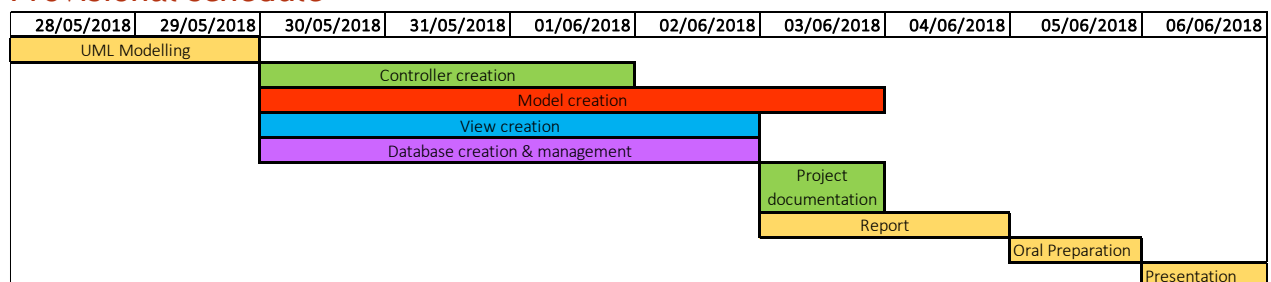 Provisional schedule
28/05/2018 29/05/2018 30/05/2018 31/05/2018 01/06/2018 02/06/2018 03/06/2018 04/06/2018 05/06/2018 06/06/2018
UML Modelling
Controller creation
Model creation
View creation
Database creation & management
Project
documentation
Report
Oral Preparation
Presentation